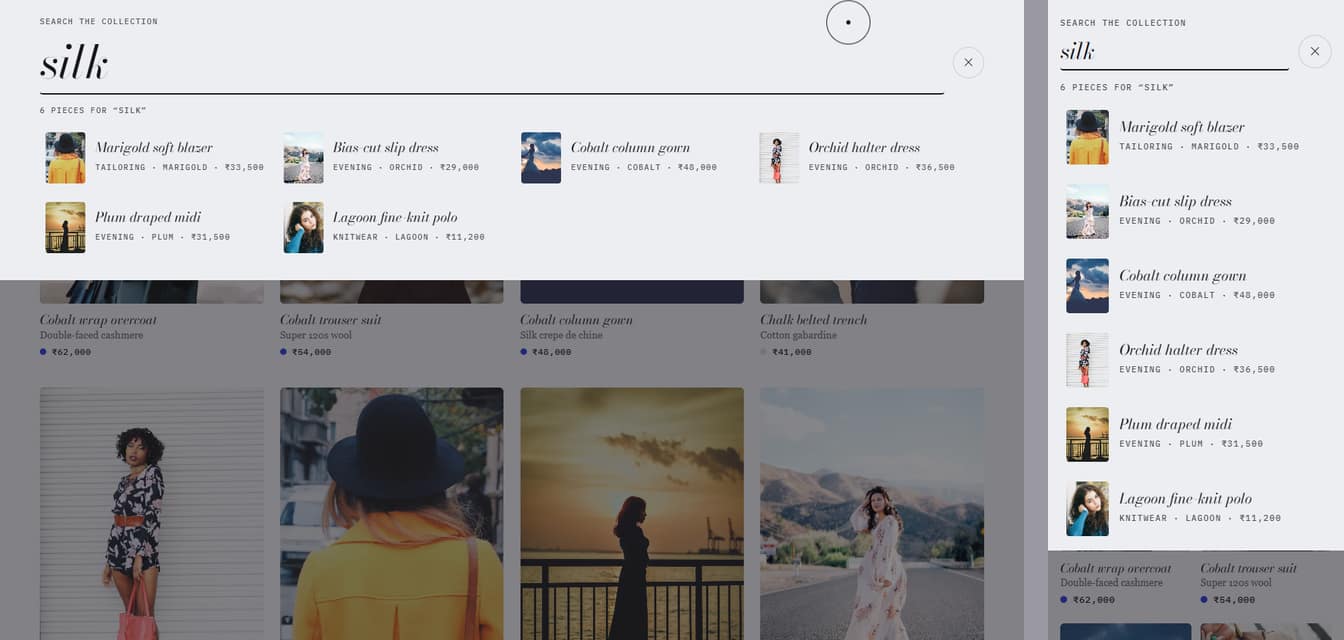 SEARCH THE COLLECTION
silk
6 PIECES FOR “SILK”
Marigold soft blazer
TAILORING · MARIGOLD · ₹33,500
Bias-cut slip dress
EVENING · ORCHID · ₹29,000
Cobalt column gown
EVENING · COBALT · ₹48,000
Orchid halter dress
EVENING · ORCHID · ₹36,500
Plum draped midi
EVENING · PLUM · ₹31,500
Lagoon fine-knit polo
KNITWEAR · LAGOON · ₹11,200
Cobalt wrap overcoat
Double-faced cashmere
₹62,000
Cobalt trouser suit
Super 120s wool
₹54,000
Cobalt column gown
Silk crepe de chine
₹48,000
Chalk belted trench
Cotton gabardine
₹41,000
SEARCH THE COLLECTION
silk
6 PIECES FOR “SILK”
Marigold soft blazer
TAILORING · MARIGOLD · ₹33,500
Bias-cut slip dress
EVENING · ORCHID · ₹29,000
Cobalt column gown
EVENING · COBALT · ₹48,000
Orchid halter dress
EVENING · ORCHID · ₹36,500
Plum draped midi
EVENING · PLUM · ₹31,500
Lagoon fine-knit polo
KNITWEAR · LAGOON · ₹11,200
Cobalt wrap overcoat
Double-faced cashmere
₹62,000
Cobalt trouser suit
Super 120s wool
₹54,000